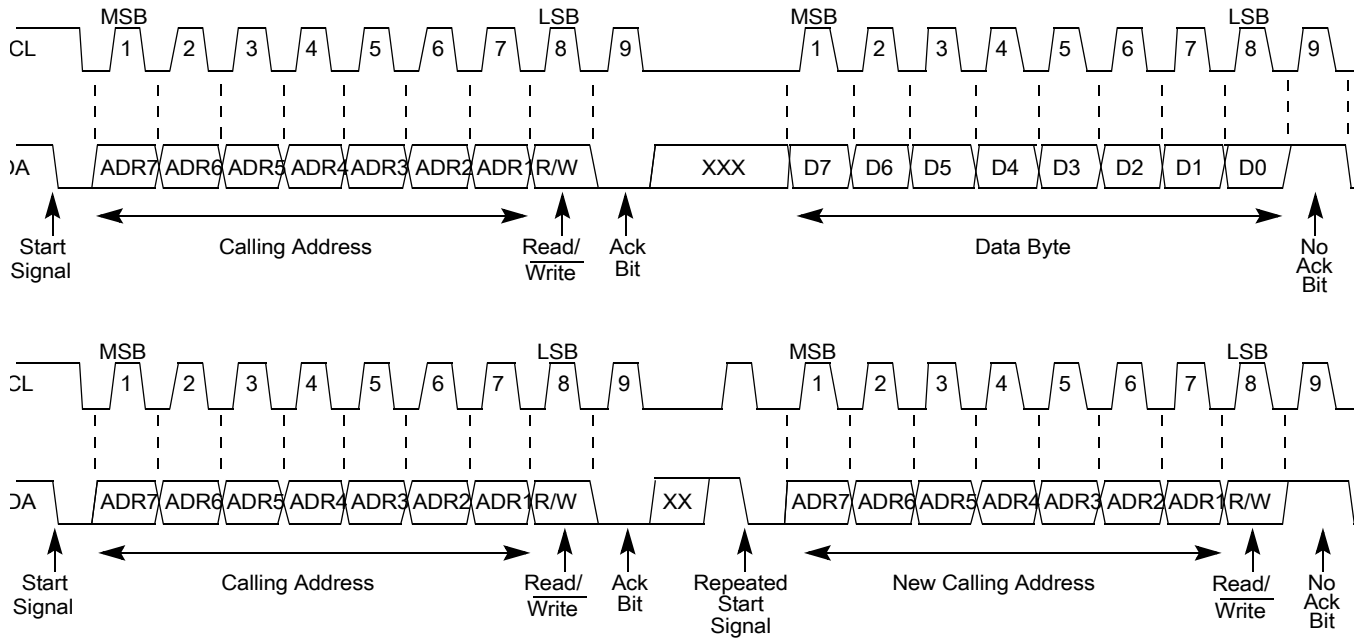 MSB LSB MSB LSB
CL 1 2 3 4 5 6 7 8 9 1 2 3 4 5 6 7 8 9
DA ADR7 ADR6 ADR5 ADR4 ADR3 ADR2 ADR1 R/W XXX D7 D6 D5 D4 D3 D2 D1 D0
Start Calling Address Read/ Ack Data Byte No
Signal Write Bit Ack
Bit
MSB LSB MSB LSB
CL 1 2 3 4 5 6 7 8 9 1 2 3 4 5 6 7 8 9
DA ADR7 ADR6 ADR5 ADR4 ADR3 ADR2 ADR1 R/W XX ADR7 ADR6 ADR5 ADR4 ADR3 ADR2 ADR1 R/W
Start Calling Address Read/ Ack Repeated New Calling Address Read/ No
Signal Write Bit Start Write Ack
Signal Bit